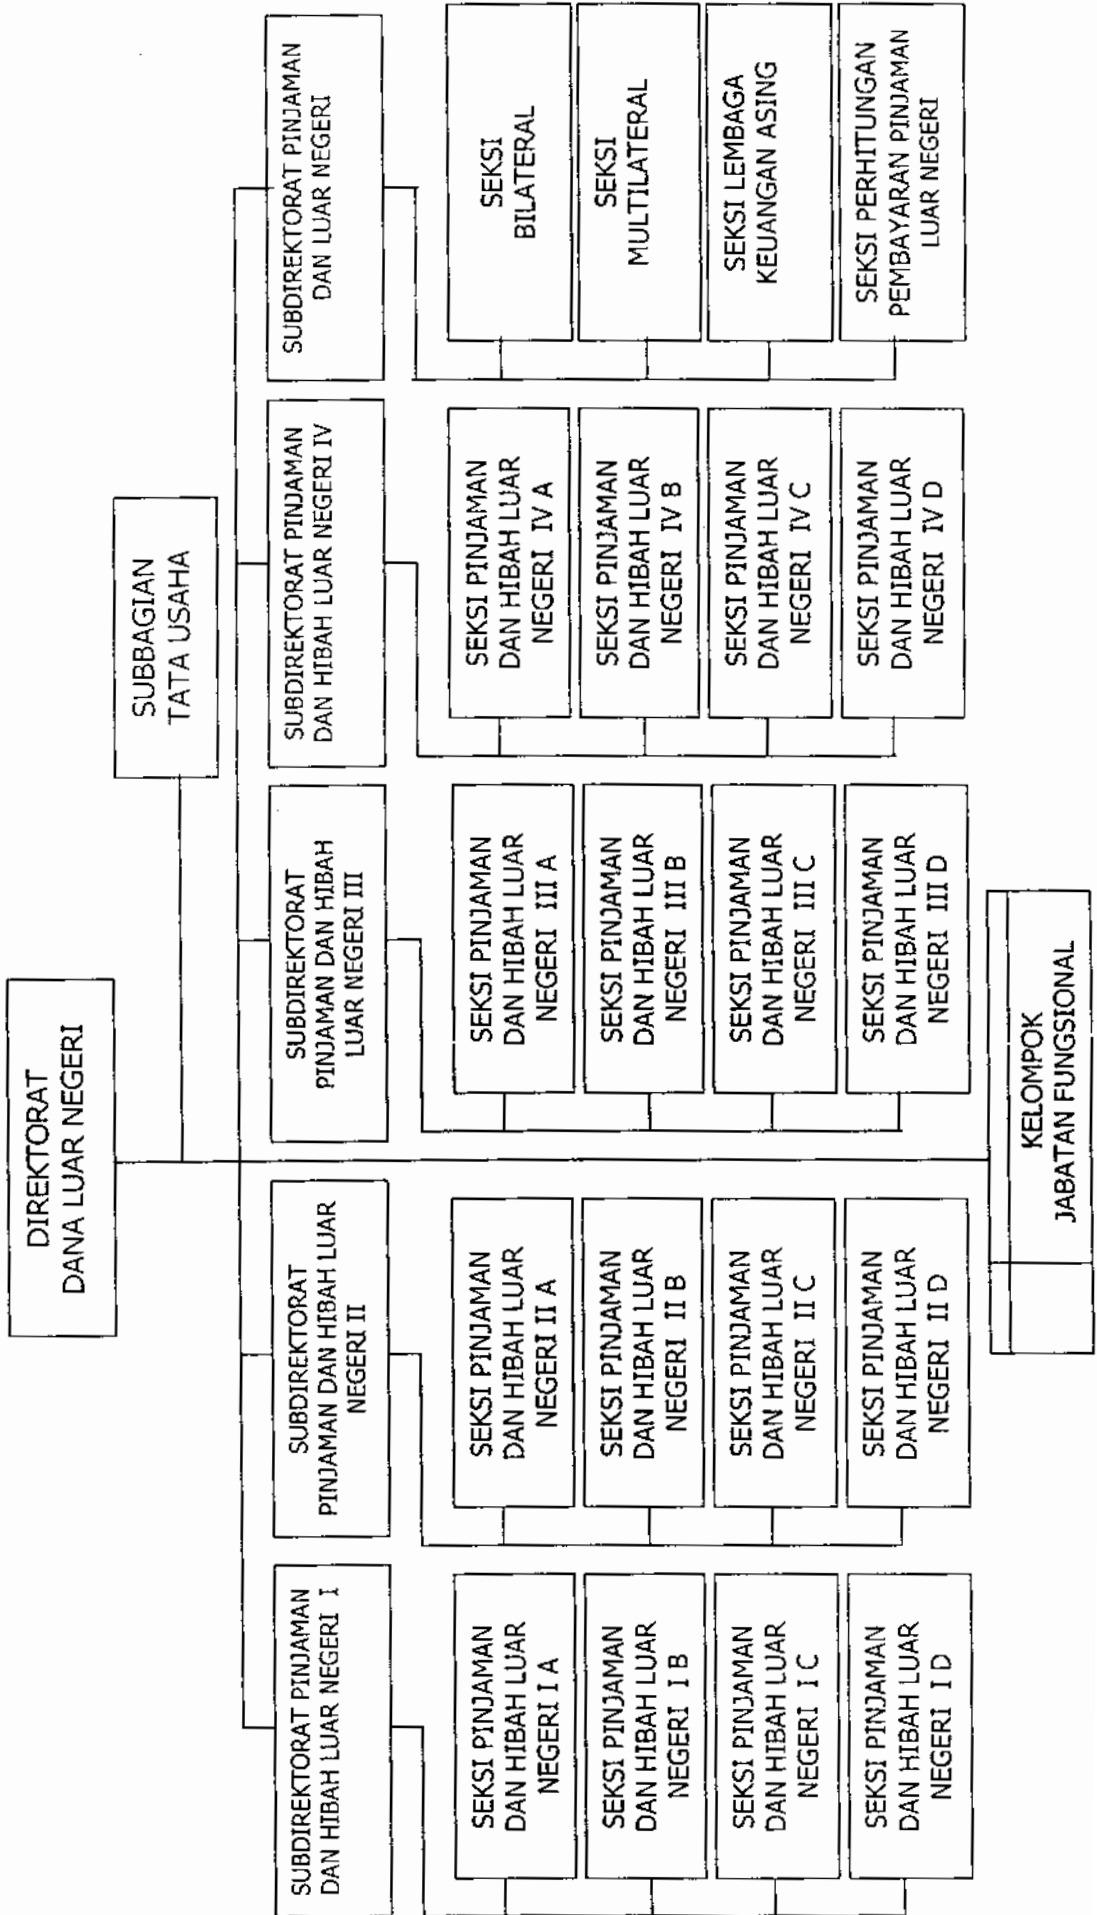 DIREKTORAT
DANA LUAR NEGERI
SUBBAGIAN
TATA USAHA
SUBDIREKTORAT PINJAMAN
DAN HIBAH LUAR NEGERI I
SUBDIREKTORAT
PINJAMAN DAN HIBAH LUAR
NEGERI II
SUBDIREKTORAT
PINJAMAN DAN HIBAH
LUAR NEGERI III
SUBDIREKTORAT PINJAMAN
DAN HIBAH LUAR NEGERI IV
SUBDIREKTORAT PINJAMAN
DAN LUAR NEGERI
SEKSI PINJAMAN
DAN HIBAH LUAR
NEGERI I A
SEKSI PINJAMAN
DAN HIBAH LUAR
NEGERI I B
SEKSI PINJAMAN
DAN HIBAH LUAR
NEGERI I C
SEKSI PINJAMAN
DAN HIBAH LUAR
NEGERI I D
SEKSI PINJAMAN
DAN HIBAH LUAR
NEGERI II A
SEKSI PINJAMAN
DAN HIBAH LUAR
NEGERI II B
SEKSI PINJAMAN
DAN HIBAH LUAR
NEGERI II C
SEKSI PINJAMAN
DAN HIBAH LUAR
NEGERI II D
SEKSI PINJAMAN
DAN HIBAH LUAR
NEGERI III A
SEKSI PINJAMAN
DAN HIBAH LUAR
NEGERI III B
SEKSI PINJAMAN
DAN HIBAH LUAR
NEGERI III C
SEKSI PINJAMAN
DAN HIBAH LUAR
NEGERI III D
SEKSI PINJAMAN
DAN HIBAH LUAR
NEGERI IV A
SEKSI PINJAMAN
DAN HIBAH LUAR
NEGERI IV B
SEKSI PINJAMAN
DAN HIBAH LUAR
NEGERI IV C
SEKSI PINJAMAN
DAN HIBAH LUAR
NEGERI IV D
SEKSI
BILATERAL
SEKSI
MULTILATERAL
SEKSI LEMBAGA
KEUANGAN ASING
SEKSI PERHITUNGAN
PEMBAYARAN PINJAMAN
LUAR NEGERI
KELOMPOK
JABATAN FUNGSIONAL